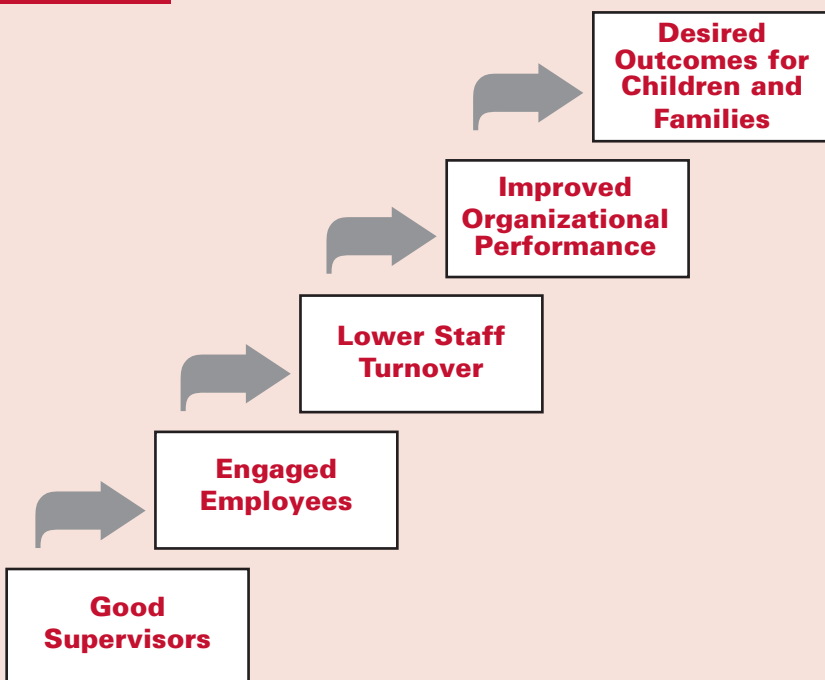 Desired
Outcomes for
Children and
Families
Improved
Organizational
Performance
Lower Staff
Turnover
Engaged
Employees
Good
Supervisors